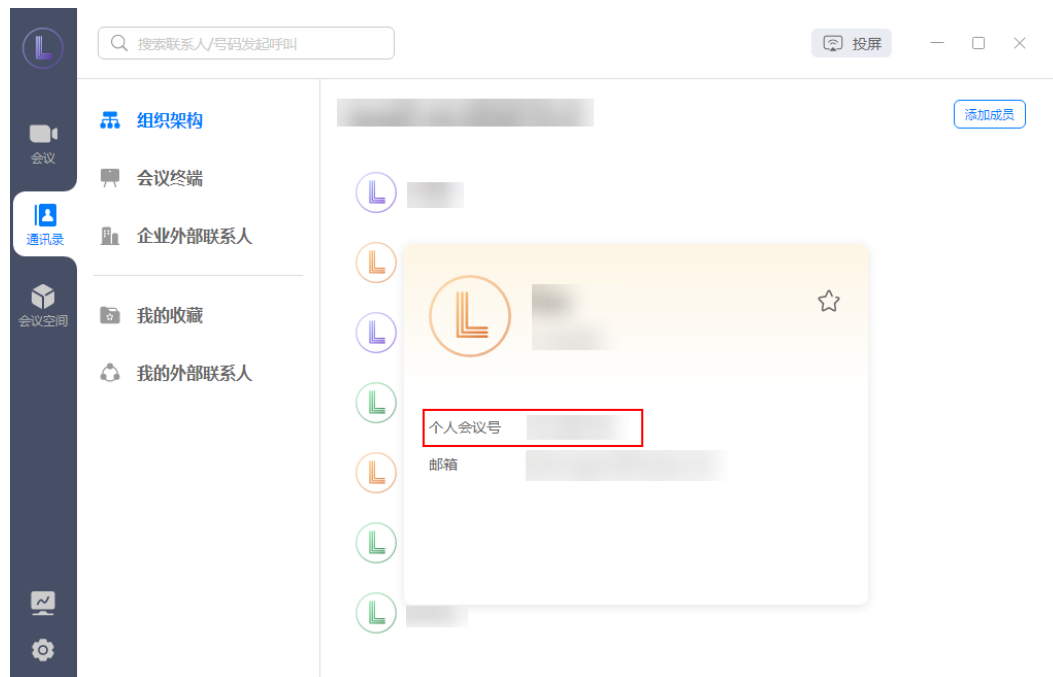 搜索联系人/号码发起呼叫
投屏
会议
通讯录
会议空间
组织架构
会议终端
企业外部联系人
我的收藏
我的外部联系人
添加成员
个人会议号
邮箱